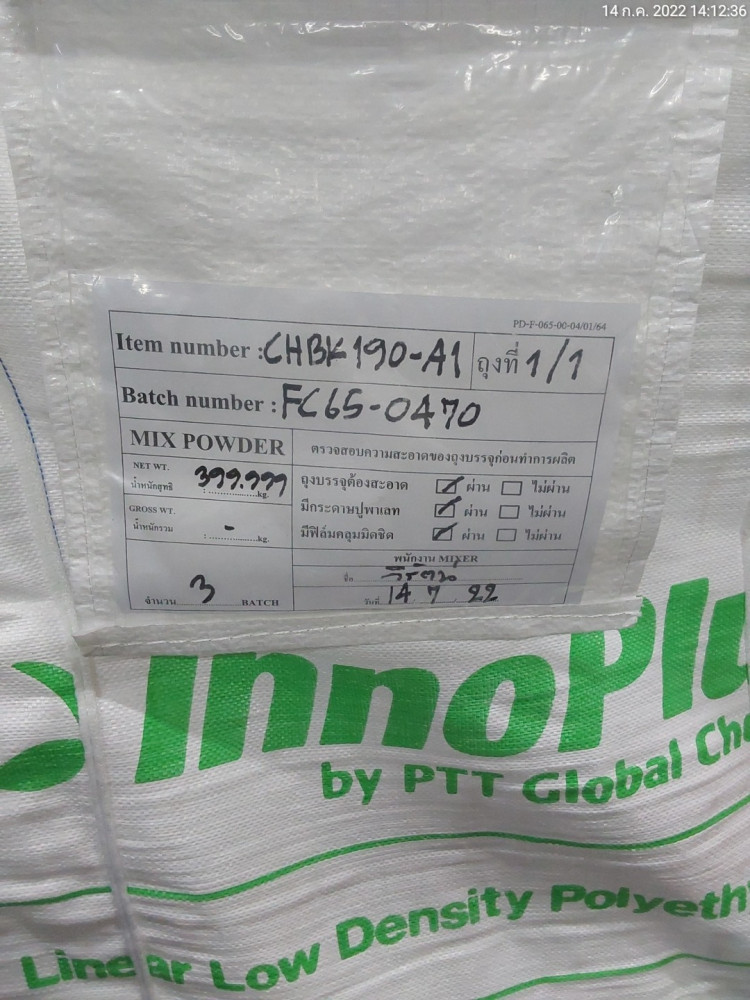 14 ก.ค. 2022 14:12:36
PD-F-065-00-04/01/64
Item number : CHBK190-A1 ถุงที่ 1/1
Batch number : FC65-0470
MIX POWDER
ตรวจสอบความสะอาดของถุงบรรจุก่อนทำการผลิต
NET WT.
น้ำหนักสุทธิ : 399.999 kg.
ถุงบรรจุต้องสะอาด ผ่าน ไม่ผ่าน
มีกระดาษปูพาเลท ผ่าน ไม่ผ่าน
GROSS WT.
น้ำหนักรวม : - kg.
มีฟิล์มคลุมมิดชิด ผ่าน ไม่ผ่าน
พนักงาน MIXER
ชื่อ
จำนวน 3 BATCH
วันที่ 14 7 22
InnoPlu
by PTT Global Che
Linear Low Density Polyeth